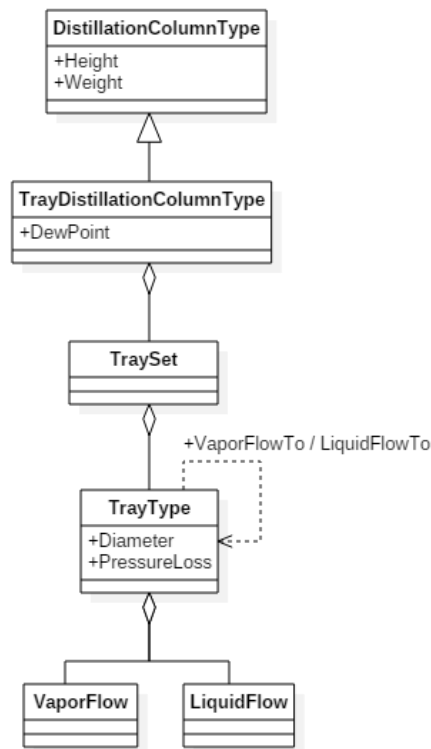 DistillationColumnType
+Height
+Weight
TrayDistillationColumnType
+DewPoint
TraySet
+VaporFlowTo / LiquidFlowTo
TrayType
+Diameter
+PressureLoss
VaporFlow
LiquidFlow